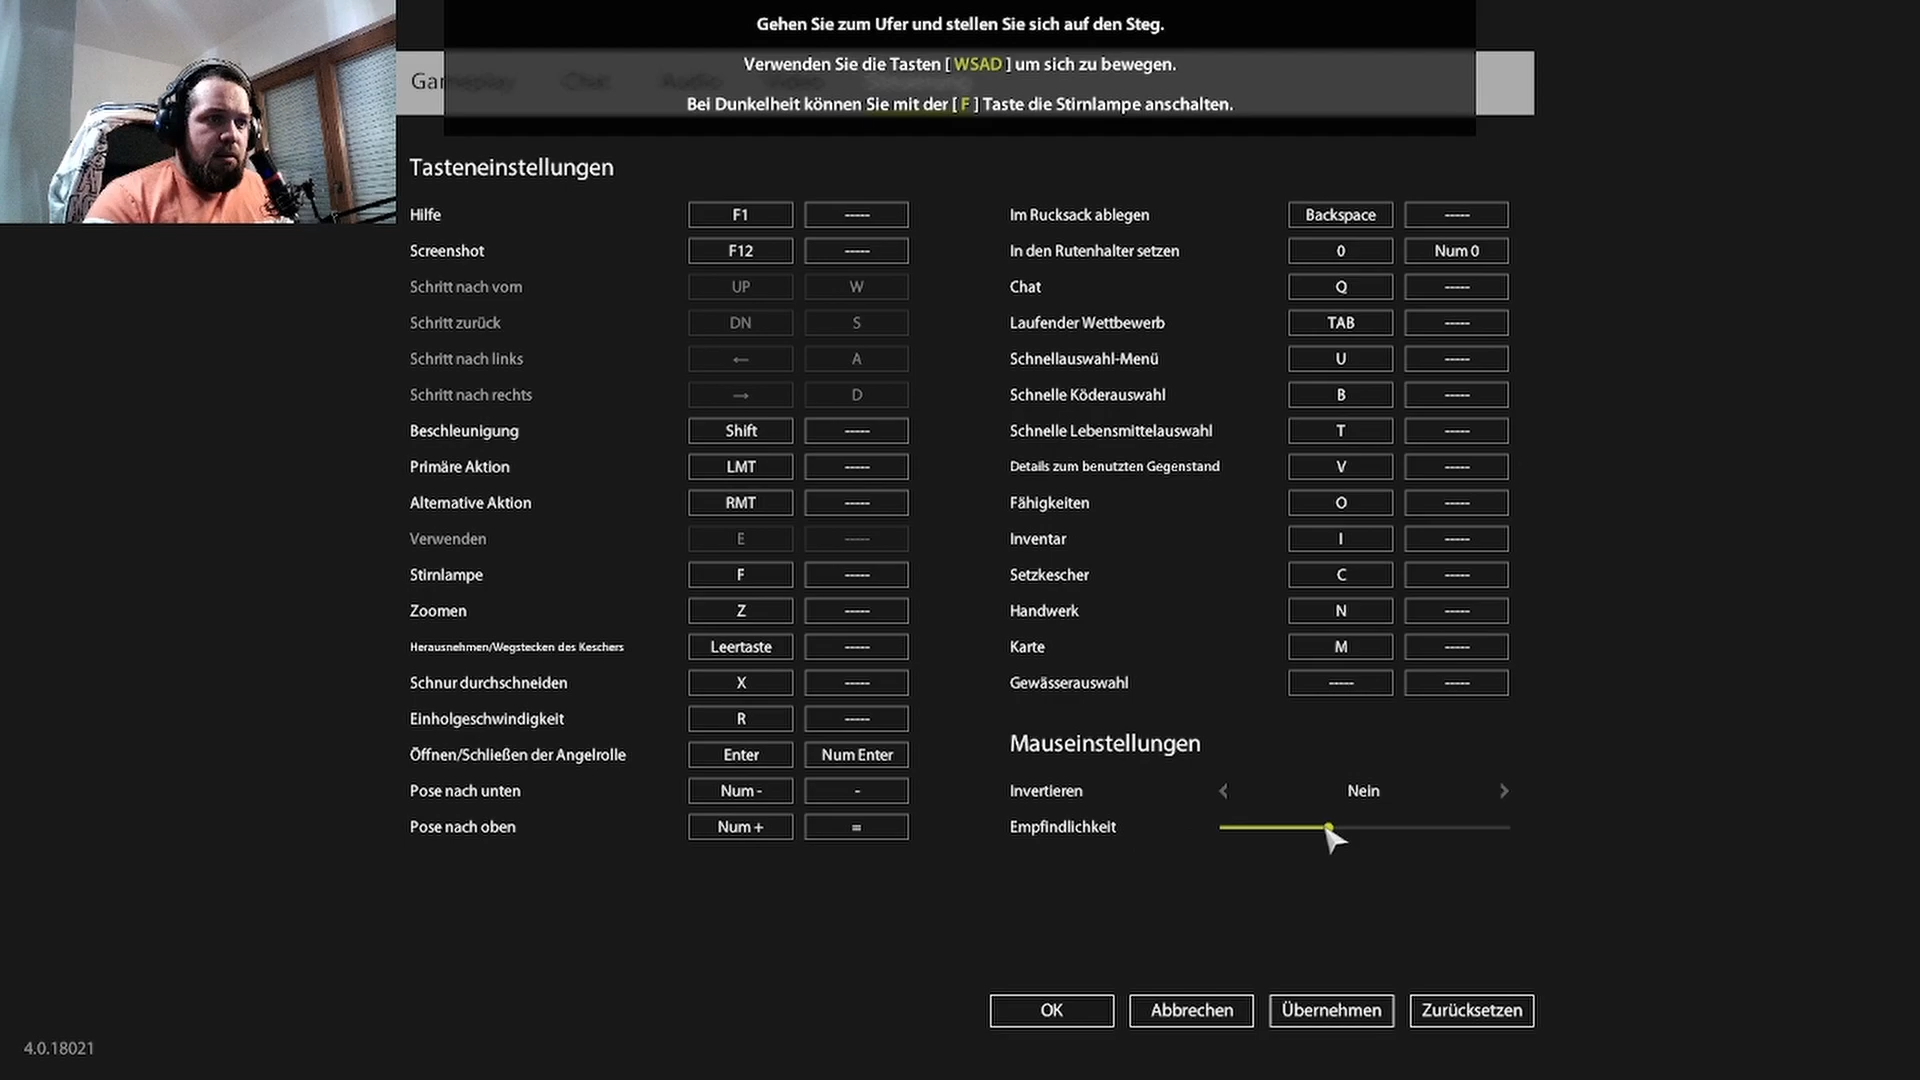 Gehen Sie zum Ufer und stellen Sie sich auf den Steg.
Verwenden Sie die Tasten [ WSAD ] um sich zu bewegen.
Bei Dunkelheit können Sie mit der [ F ] Taste die Stirnlampe anschalten.
Gameplay Chat Audio
Tasteneinstellungen
Hilfe F1 -----
Screenshot F12 -----
Schritt nach vorn UP W
Schritt zurück DN S
Schritt nach links ← A
Schritt nach rechts → D
Beschleunigung Shift -----
Primäre Aktion LMT -----
Alternative Aktion RMT -----
Verwenden E -----
Stirnlampe F -----
Zoomen Z -----
Herausnehmen/Wegstecken des Keschers Leertaste -----
Schnur durchschneiden X -----
Einholgeschwindigkeit R -----
Öffnen/Schließen der Angelrolle Enter Num Enter
Pose nach unten Num - -
Pose nach oben Num + =
Im Rucksack ablegen Backspace -----
In den Rutenhalter setzen 0 Num 0
Chat Q -----
Laufender Wettbewerb TAB -----
Schnellauswahl-Menü U -----
Schnelle Köderauswahl B -----
Schnelle Lebensmittelauswahl T -----
Details zum benutzten Gegenstand V -----
Fähigkeiten O -----
Inventar I -----
Setzkescher C -----
Handwerk N -----
Karte M -----
Gewässerauswahl ----- -----
Mauseinstellungen
Invertieren < Nein >
Empfindlichkeit
OK Abbrechen Übernehmen Zurücksetzen
4.0.18021